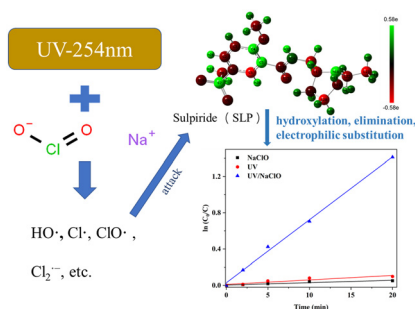 UV-254nm
0.58e
-0.58e
O⁻
Cl
O
Na⁺
Sulpiride (SLP)
attack
hydroxylation, elimination,
electrophilic substitution
HO·, Cl·, ClO· ,
Cl₂·⁻, etc.
NaClO
UV
UV/NaClO
ln (C₀/C)
1.4
1.2
0.6
0.0
0
5
10
15
20
Time (min)